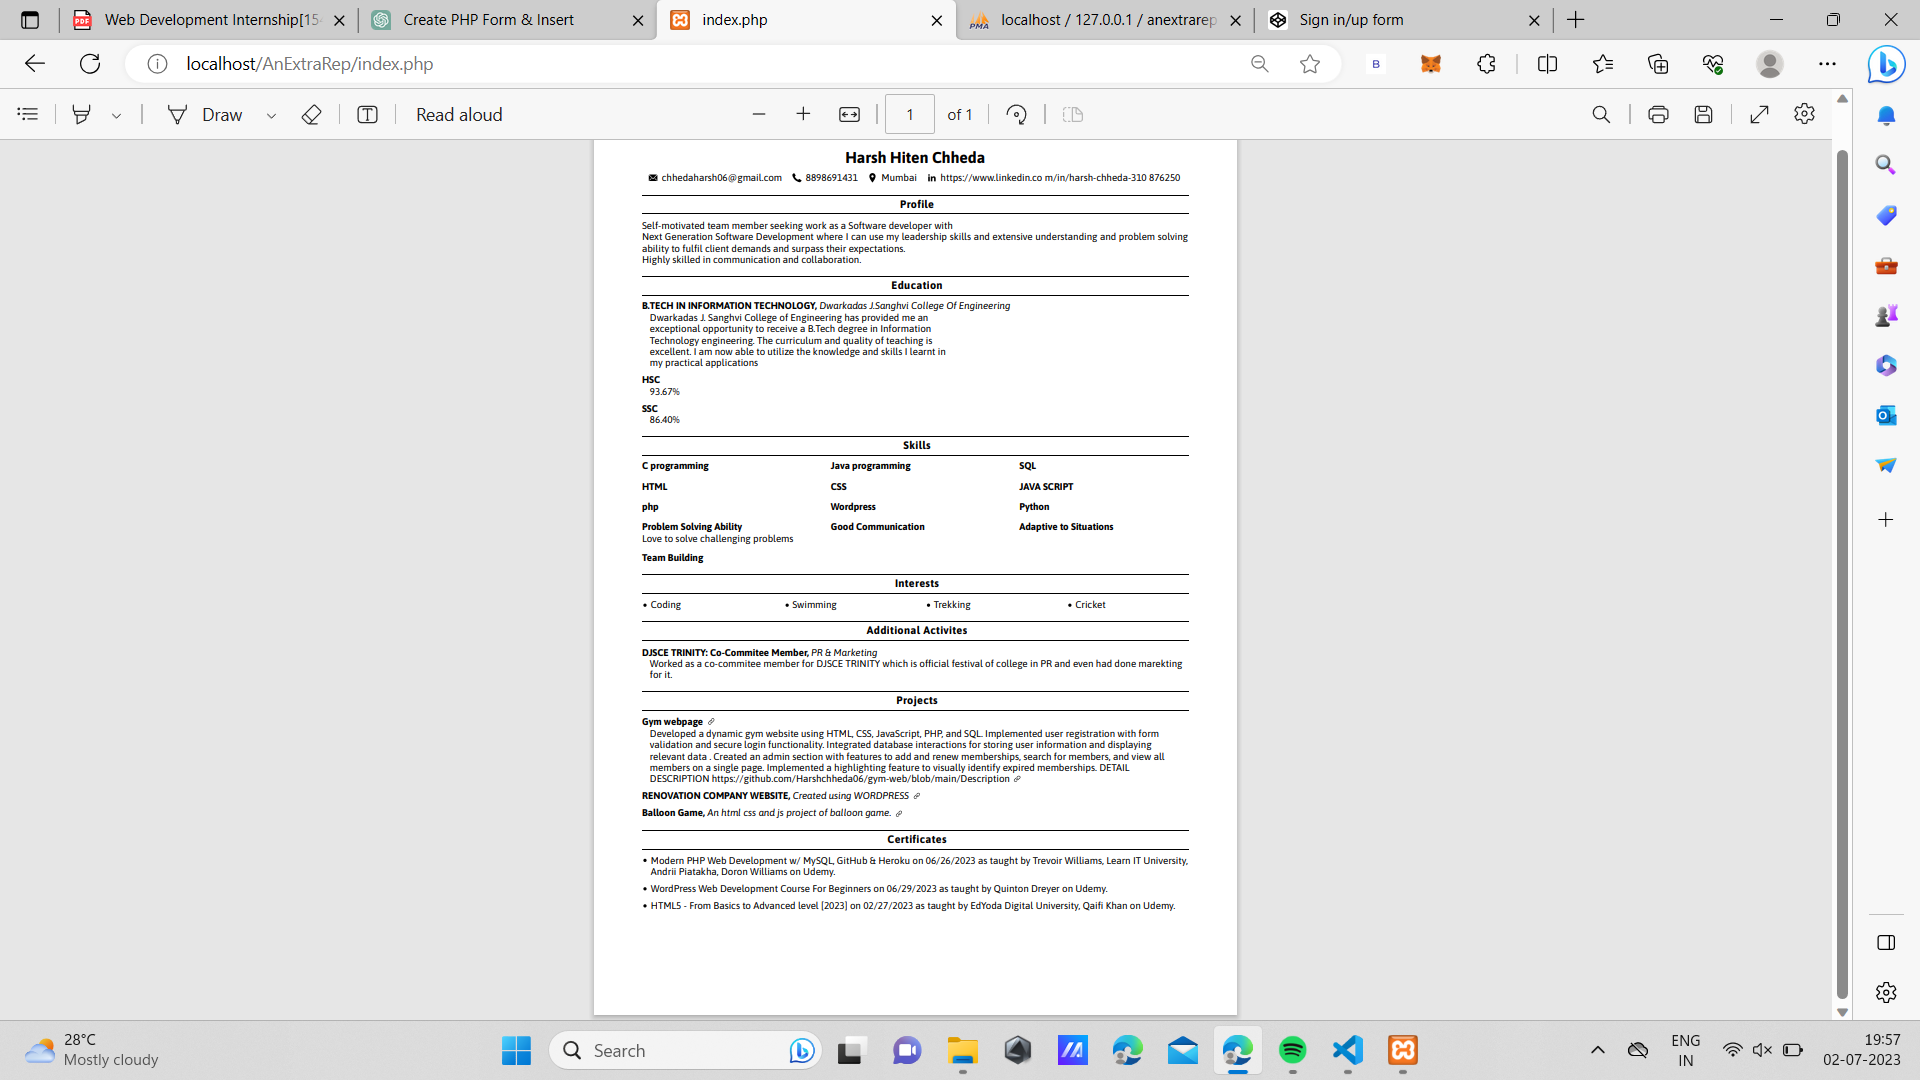 Web Development Internship[154
Create PHP Form & Insert
index.php
localhost / 127.0.0.1 / anextrarep
Sign in/up form
localhost/AnExtraRep/index.php
B
Draw
T
Read aloud
1
of 1
Harsh Hiten Chheda
chhedaharsh06@gmail.com 8898691431 Mumbai in https://www.linkedin.co m/in/harsh-chheda-310 876250
Profile
Self-motivated team member seeking work as a Software developer with
Next Generation Software Development where I can use my leadership skills and extensive understanding and problem solving
ability to fulfil client demands and surpass their expectations.
Highly skilled in communication and collaboration.
Education
B.TECH IN INFORMATION TECHNOLOGY, Dwarkadas J.Sanghvi College Of Engineering
Dwarkadas J. Sanghvi College of Engineering has provided me an
exceptional opportunity to receive a B.Tech degree in Information
Technology engineering. The curriculum and quality of teaching is
excellent. I am now able to utilize the knowledge and skills I learnt in
my practical applications
HSC
93.67%
SSC
86.40%
Skills
C programming Java programming SQL
HTML CSS JAVA SCRIPT
php Wordpress Python
Problem Solving Ability Good Communication Adaptive to Situations
Love to solve challenging problems
Team Building
Interests
• Coding • Swimming • Trekking • Cricket
Additional Activites
DJSCE TRINITY: Co-Commitee Member, PR & Marketing
Worked as a co-commitee member for DJSCE TRINITY which is official festival of college in PR and even had done marekting
for it.
Projects
Gym webpage
Developed a dynamic gym website using HTML, CSS, JavaScript, PHP, and SQL. Implemented user registration with form
validation and secure login functionality. Integrated database interactions for storing user information and displaying
relevant data . Created an admin section with features to add and renew memberships, search for members, and view all
members on a single page. Implemented a highlighting feature to visually identify expired memberships. DETAIL
DESCRIPTION https://github.com/Harshchheda06/gym-web/blob/main/Description
RENOVATION COMPANY WEBSITE, Created using WORDPRESS
Balloon Game, An html css and js project of balloon game.
Certificates
• Modern PHP Web Development w/ MySQL, GitHub & Heroku on 06/26/2023 as taught by Trevoir Williams, Learn IT University,
Andrii Piatakha, Doron Williams on Udemy.
• WordPress Web Development Course For Beginners on 06/29/2023 as taught by Quinton Dreyer on Udemy.
• HTML5 - From Basics to Advanced level [2023] on 02/27/2023 as taught by EdYoda Digital University, Qaifi Khan on Udemy.
28°C
Mostly cloudy
Search
ENG
IN
19:57
02-07-2023